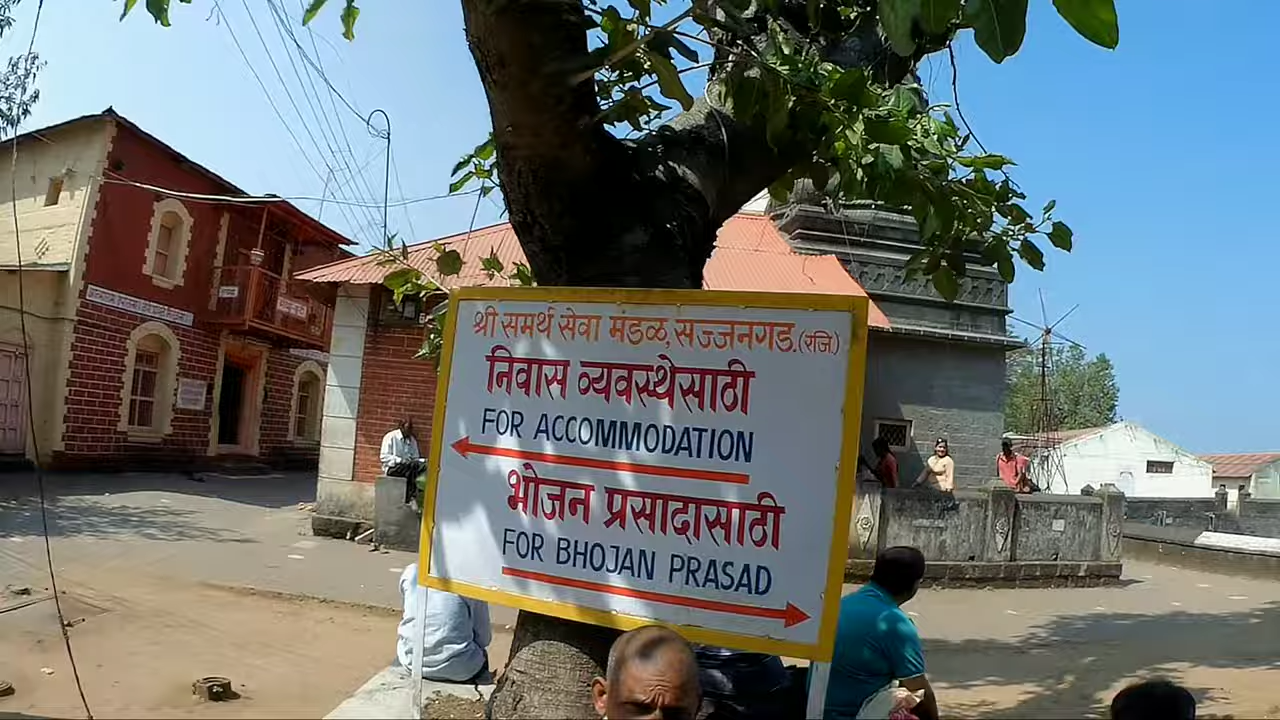 श्री समर्थ सेवा मंडळ, सज्जनगड. (रजि)
निवास व्यवस्थेसाठी
FOR ACCOMMODATION
भोजन प्रसादासाठी
FOR BHOJAN PRASAD